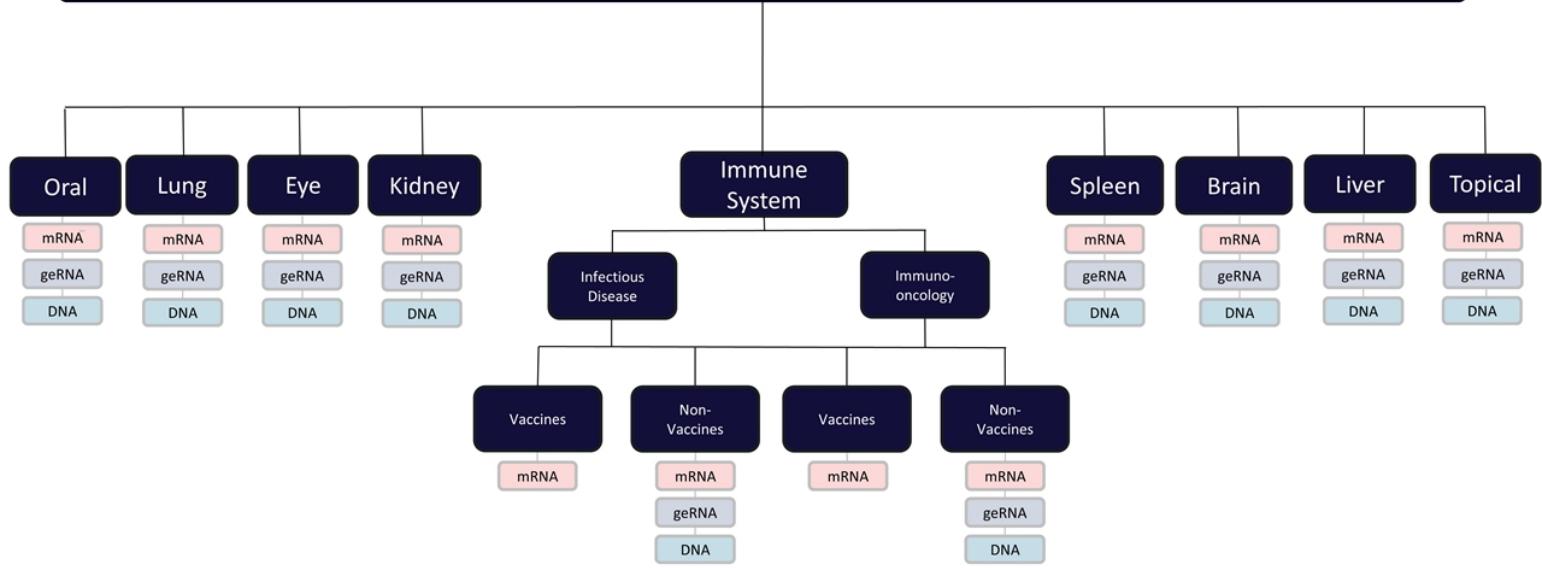 Oral
Lung
Eye
Kidney
Immune
System
Spleen
Brain
Liver
Topical
mRNA
mRNA
mRNA
mRNA
mRNA
mRNA
mRNA
mRNA
geRNA
geRNA
geRNA
geRNA
geRNA
geRNA
geRNA
geRNA
DNA
DNA
DNA
DNA
DNA
DNA
DNA
DNA
Infectious
Disease
Immuno-
oncology
Vaccines
Non-
Vaccines
Vaccines
Non-
Vaccines
mRNA
mRNA
mRNA
mRNA
geRNA
geRNA
DNA
DNA